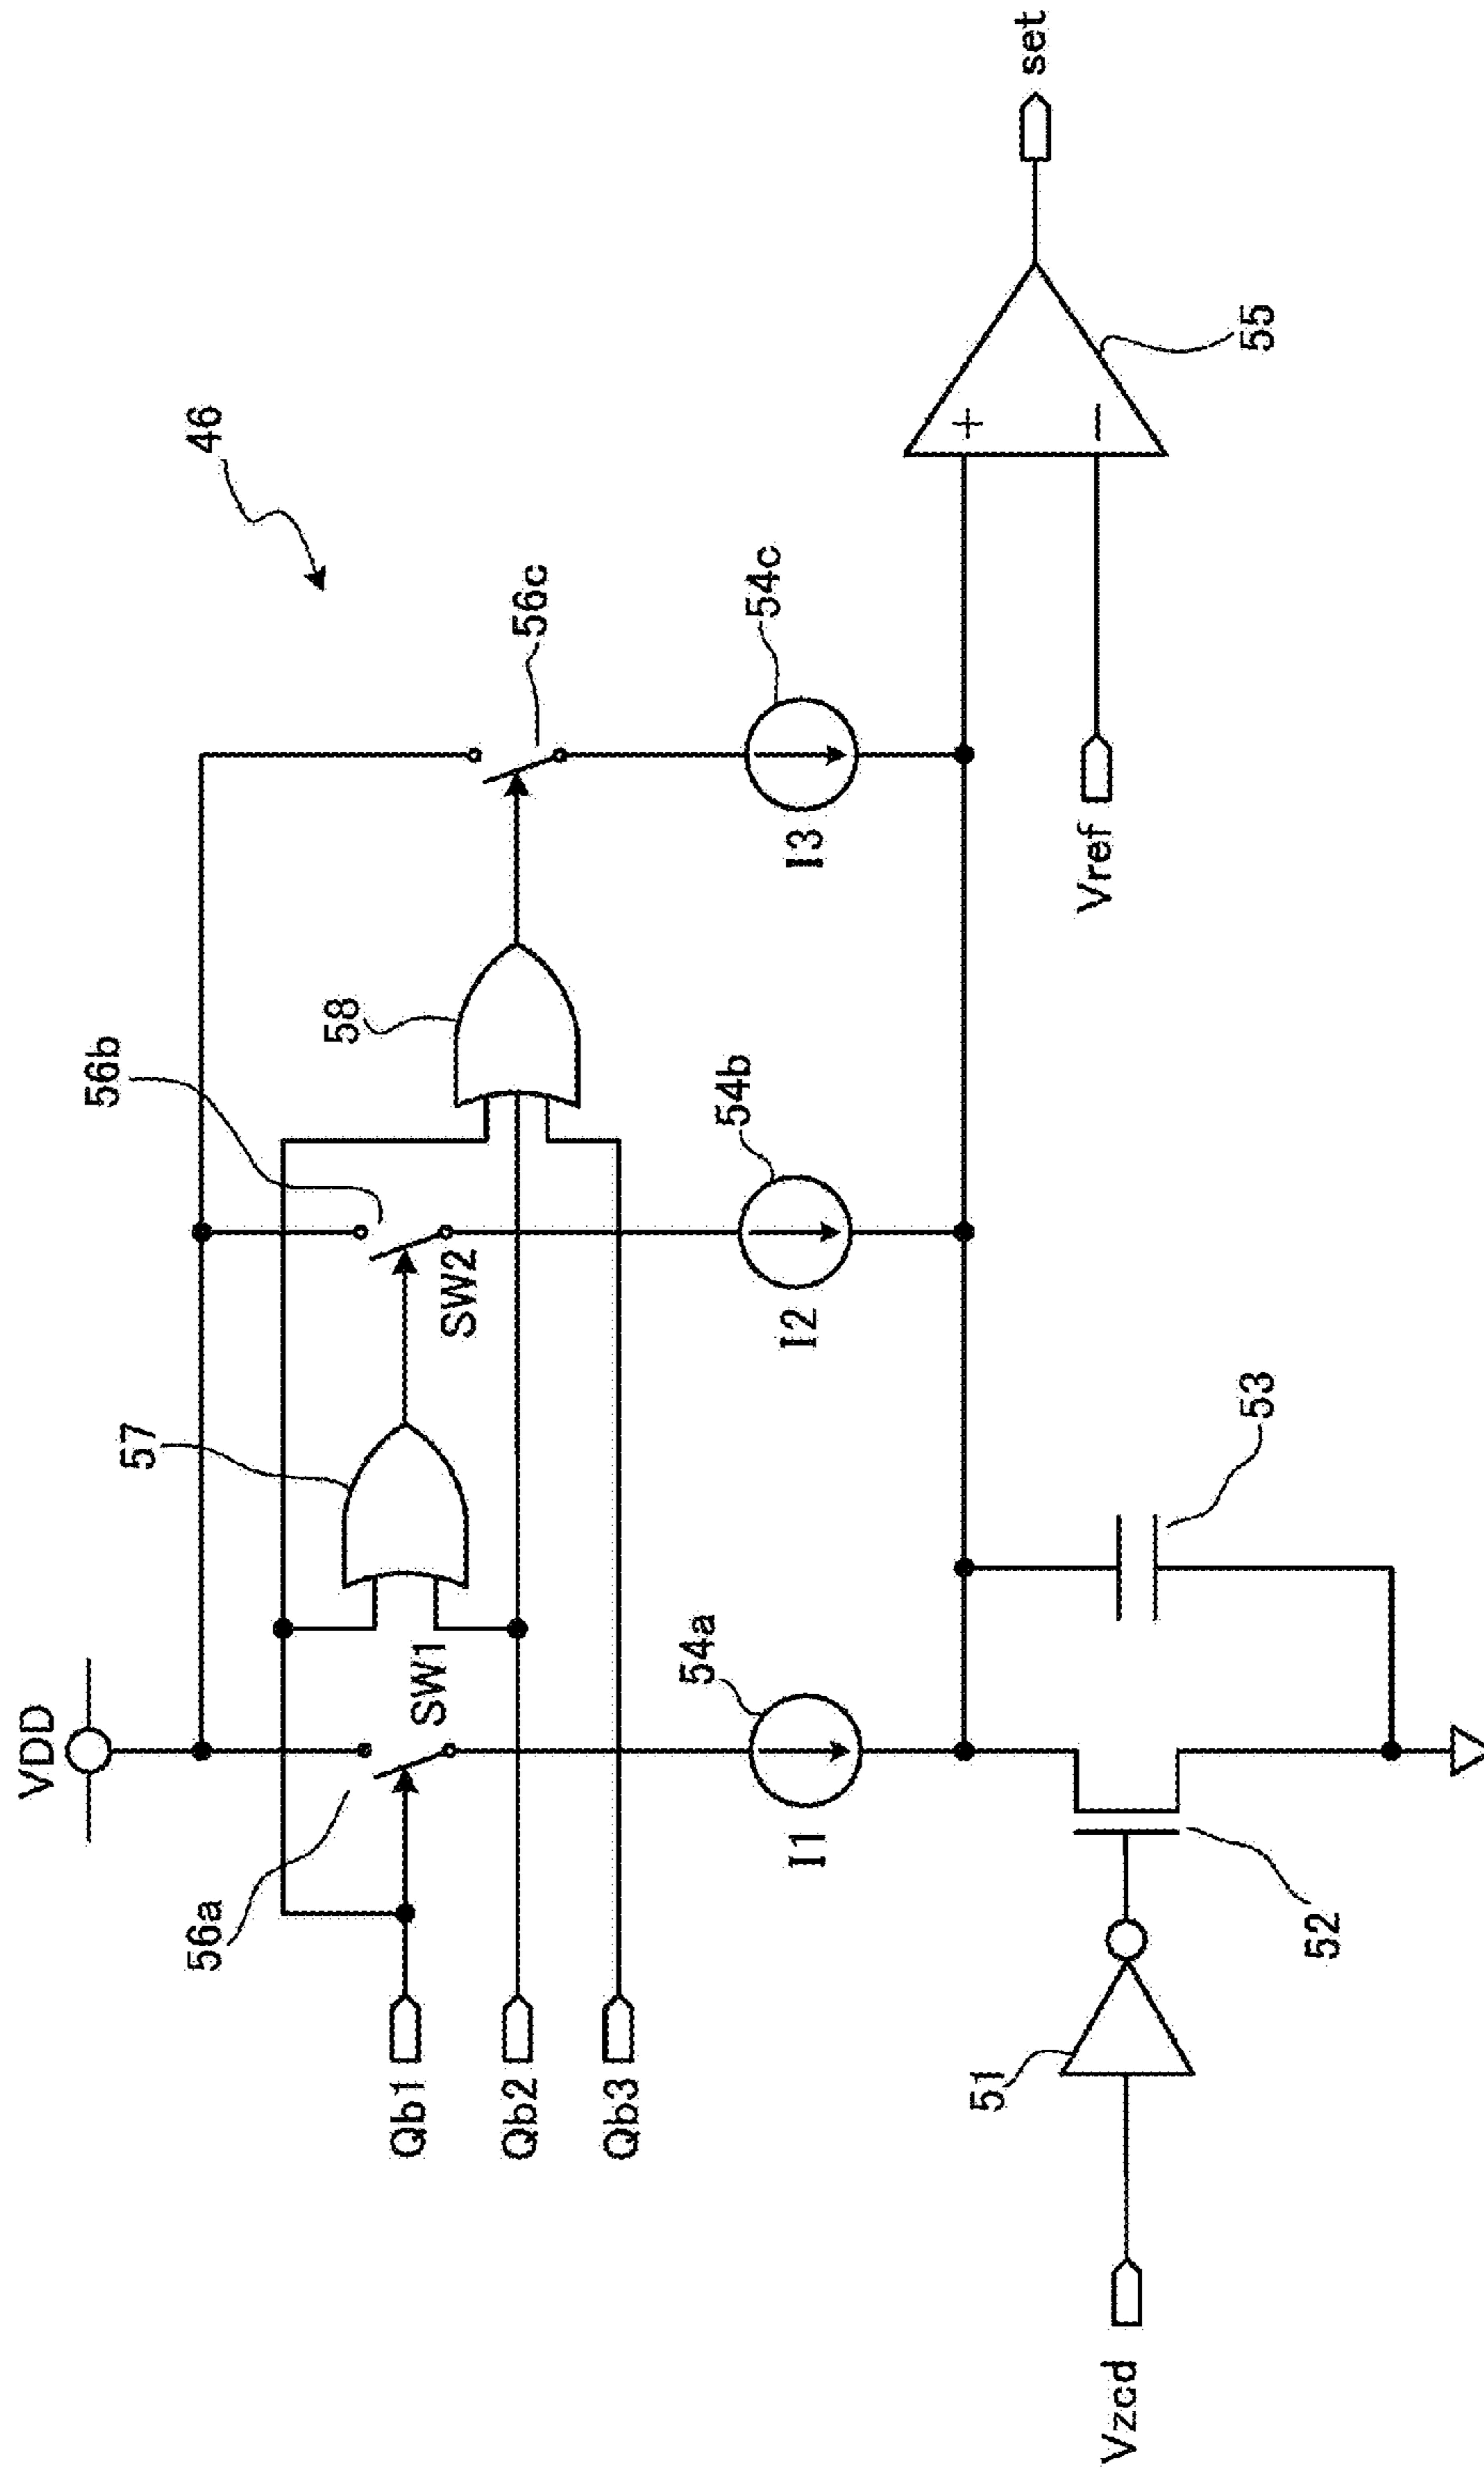 46
VDD
56a
SW1
57
56b
SW2
58
56c
Qb1
Qb2
Qb3
54a
I1
54b
I2
54c
I3
53
51
52
Vzcd
Vref
+
−
55
set